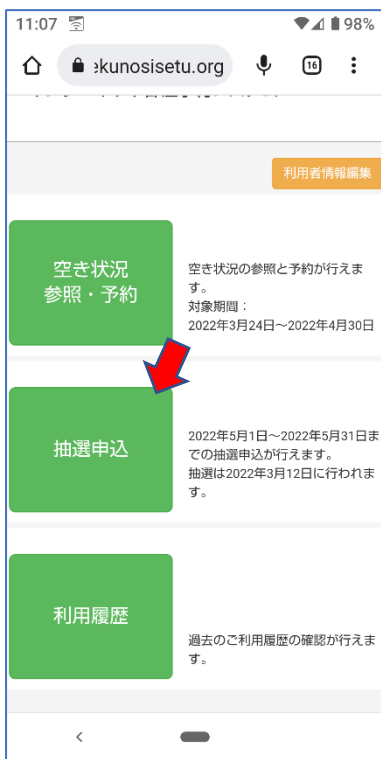 11:07
98%
ekunosisetu.org
16
利用者情報編集
空き状況
参照・予約
空き状況の参照と予約が行えま
す。
対象期間：
2022年3月24日～2022年4月30日
抽選申込
2022年5月1日～2022年5月31日ま
での抽選申込が行えます。
抽選は2022年3月12日に行われま
す。
利用履歴
過去のご利用履歴の確認が行えま
す。